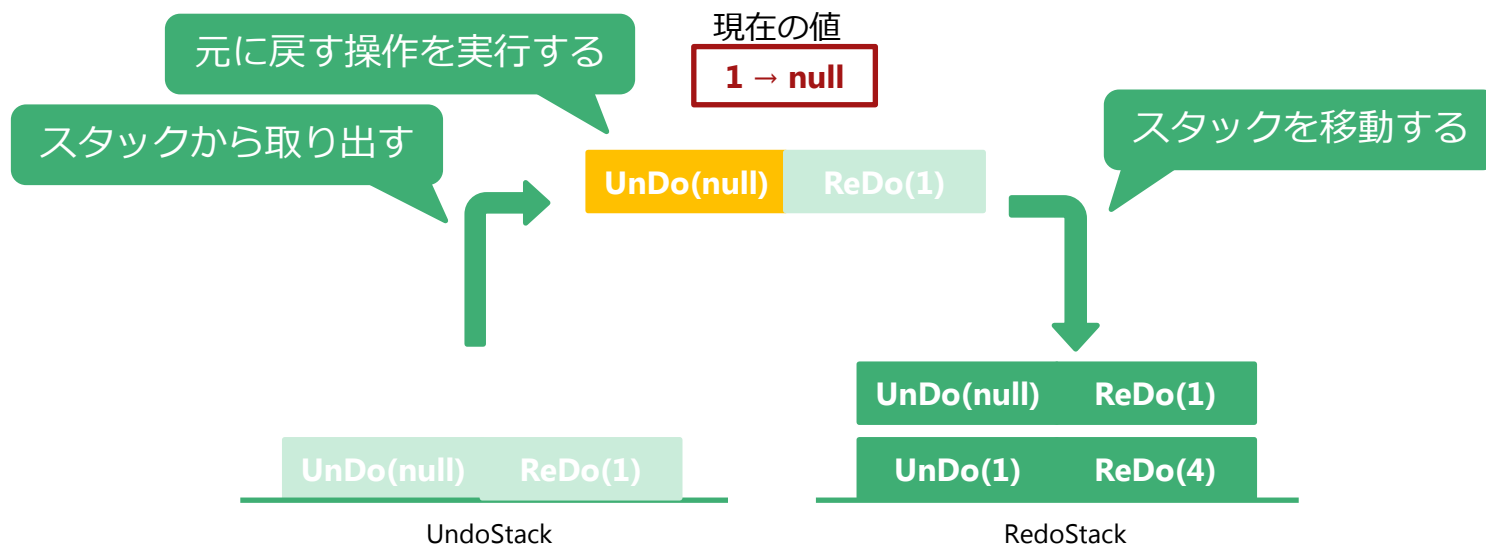 現在の値
1 → null
元に戻す操作を実行する
スタックから取り出す
スタックを移動する
UnDo(null) ReDo(1)
UnDo(null) ReDo(1)
UnDo(null) ReDo(1)
UnDo(1) ReDo(4)
UndoStack
RedoStack